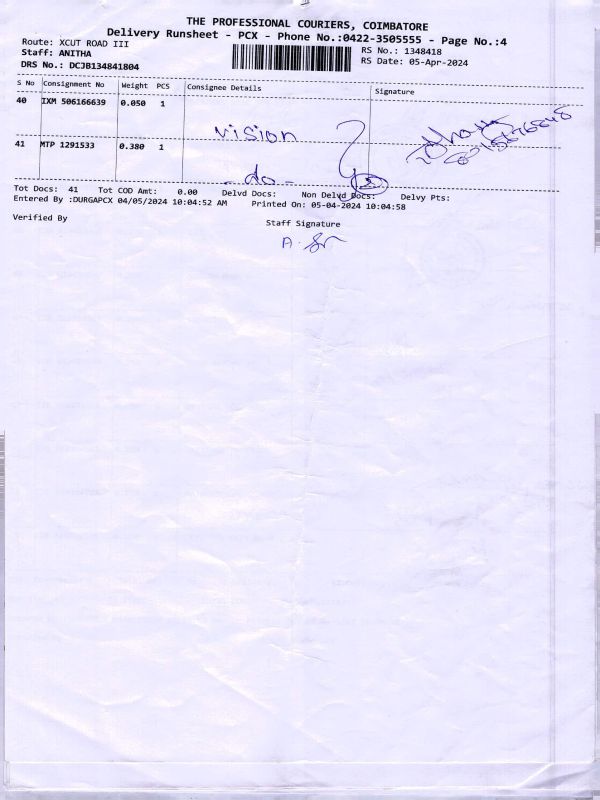 THE PROFESSIONAL COURIERS, COIMBATORE
Delivery Runsheet - PCX - Phone No.:0422-3505555 - Page No.:4
Route: XCUT ROAD III RS No.: 1348418
Staff: ANITHA RS Date: 05-Apr-2024
DRS No.: DCJB134841804
S No Consignment No Weight PCS Consignee Details Signature
40 IXM 506166639 0.050 1
vision
41 MTP 1291533 0.380 1
- do -
Tot Docs: 41 Tot COD Amt: 0.00 Delvd Docs: Non Delvd Docs: Delvy Pts:
Entered By :DURGAPCX 04/05/2024 10:04:52 AM Printed On: 05-04-2024 10:04:58
Verified By Staff Signature